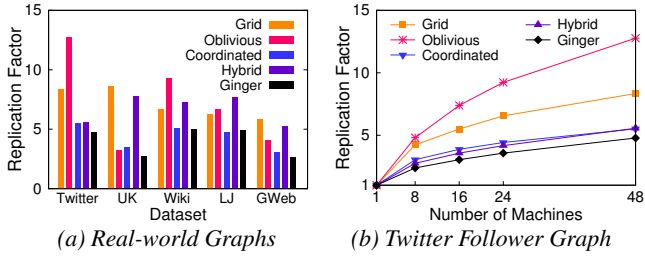 Replication Factor
15
10
5
0
Grid
Oblivious
Coordinated
Hybrid
Ginger
Twitter UK Wiki LJ GWeb
Dataset
(a) Real-world Graphs
Replication Factor
15
10
5
1
Grid
Oblivious
Coordinated
Hybrid
Ginger
1 8 16 24 48
Number of Machines
(b) Twitter Follower Graph